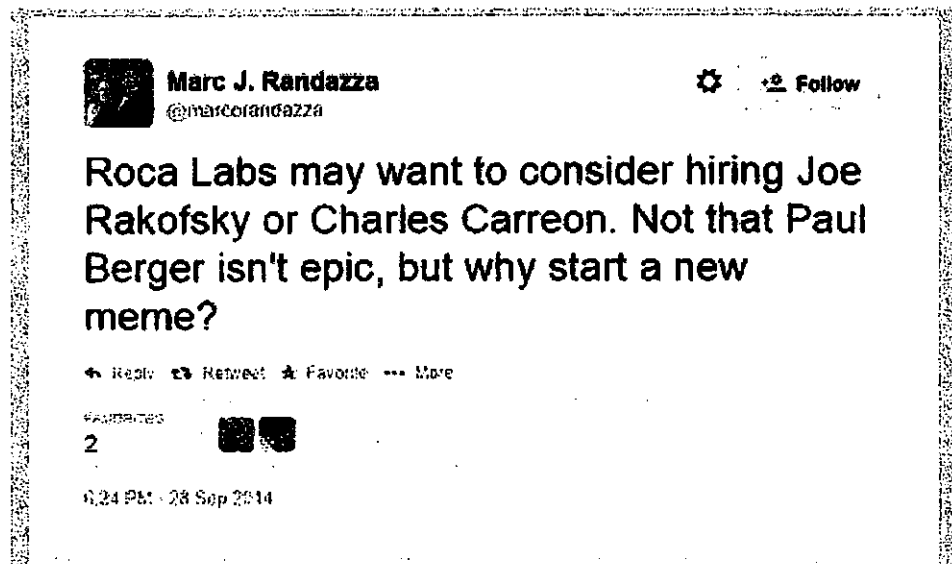 Marc J. Randazza
@marcorandazza
Follow
Roca Labs may want to consider hiring Joe
Rakofsky or Charles Carreon. Not that Paul
Berger isn't epic, but why start a new
meme?
Reply Retweet Favorite More
FAVORITES
2
6:24 PM - 28 Sep 2014